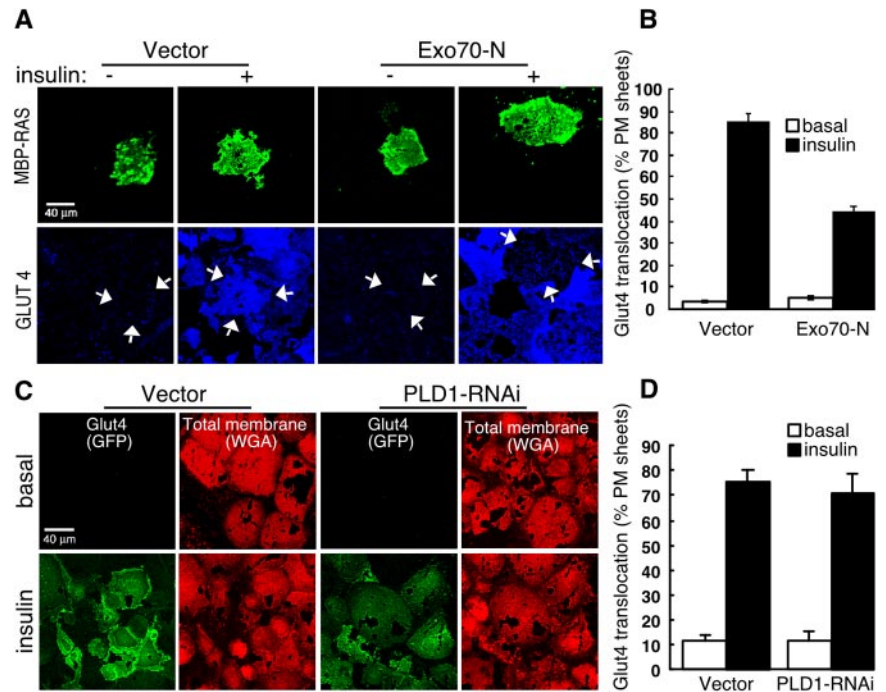 A
Vector
Exo70-N
insulin: - + - +
MBP-RAS
40 µm
GLUT 4
B
Glut4 translocation (% PM sheets)
100
90
80
70
60
50
40
30
20
10
0
basal
insulin
Vector Exo70-N
C
Vector
PLD1-RNAi
Glut4 Total membrane Glut4 Total membrane
(GFP) (WGA) (GFP) (WGA)
basal
40 µm
insulin
D
Glut4 translocation (% PM sheets)
90
80
70
60
50
40
30
20
10
0
basal
insulin
Vector PLD1-RNAi